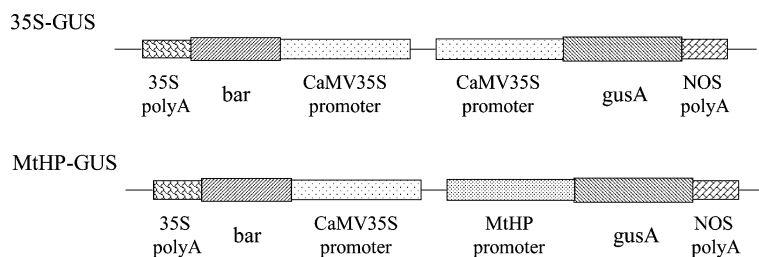 35S-GUS
35S
polyA
bar
CaMV35S
promoter
CaMV35S
promoter
gusA
NOS
polyA
MtHP-GUS
35S
polyA
bar
CaMV35S
promoter
MtHP
promoter
gusA
NOS
polyA